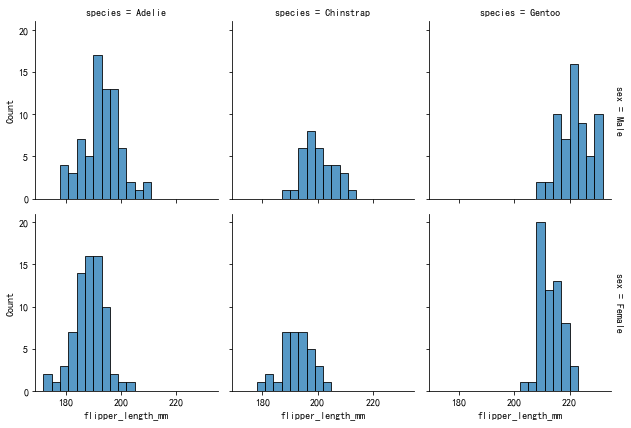 species = Adelie
species = Chinstrap
species = Gentoo
20
15
10
5
0
Count
sex = Male
20
15
10
5
0
Count
sex = Female
180 200 220
180 200 220
180 200 220
flipper_length_mm
flipper_length_mm
flipper_length_mm